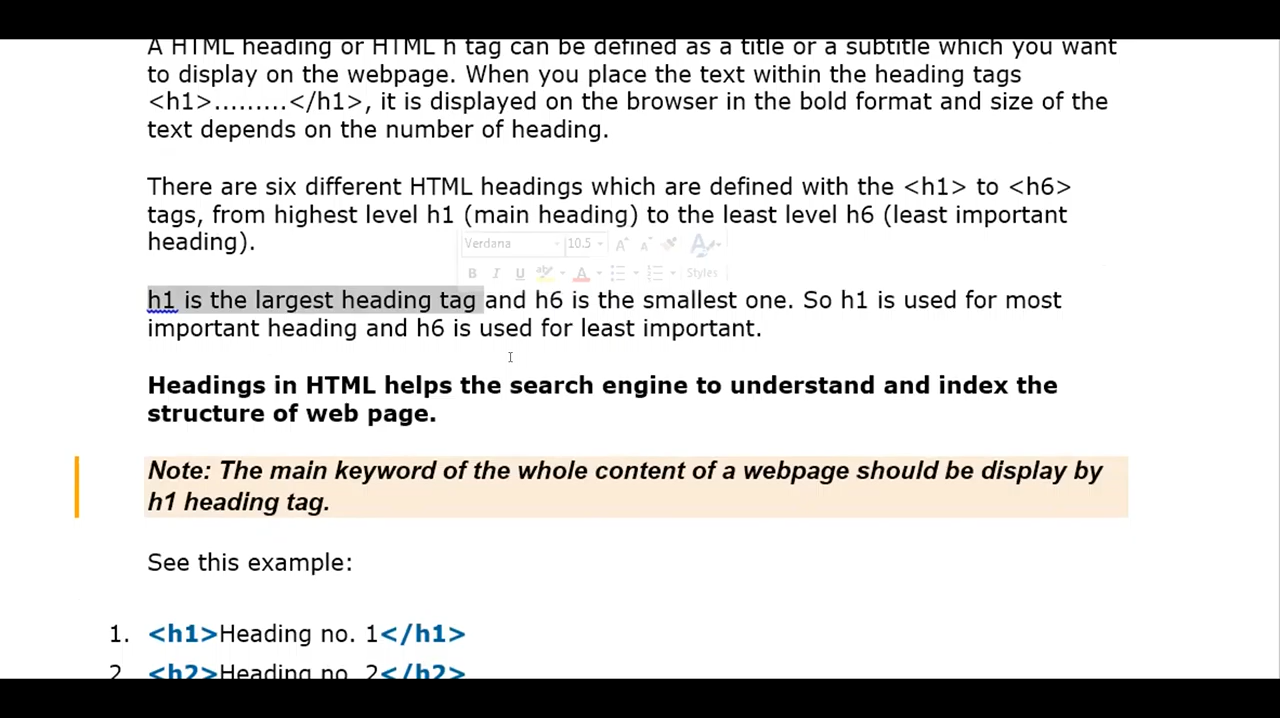 A HTML heading or HTML h tag can be defined as a title or a subtitle which you want
to display on the webpage. When you place the text within the heading tags
<h1>.........</h1>, it is displayed on the browser in the bold format and size of the
text depends on the number of heading.
There are six different HTML headings which are defined with the <h1> to <h6>
tags, from highest level h1 (main heading) to the least level h6 (least important
heading).
Verdana 10.5
B I U ab A Styles
h1 is the largest heading tag and h6 is the smallest one. So h1 is used for most
important heading and h6 is used for least important.
Headings in HTML helps the search engine to understand and index the
structure of web page.
Note: The main keyword of the whole content of a webpage should be display by
h1 heading tag.
See this example:
1. <h1>Heading no. 1</h1>
2. <h2>Heading no. 2</h2>